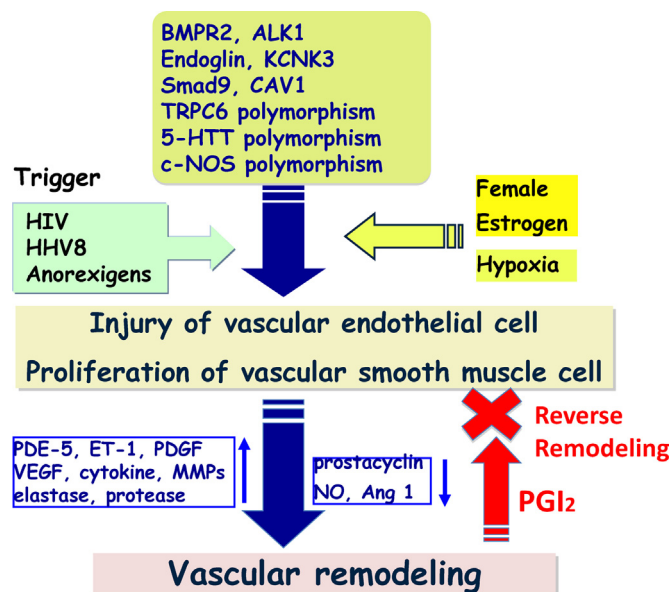 BMPR2, ALK1
Endoglin, KCNK3
Smad9, CAV1
TRPC6 polymorphism
5-HTT polymorphism
c-NOS polymorphism
Trigger
HIV
HHV8
Anorexigens
Female
Estrogen
Hypoxia
Injury of vascular endothelial cell
Proliferation of vascular smooth muscle cell
PDE-5, ET-1, PDGF
VEGF, cytokine, MMPs
elastase, protease
prostacyclin
NO, Ang 1
Reverse
Remodeling
PGI₂
Vascular remodeling